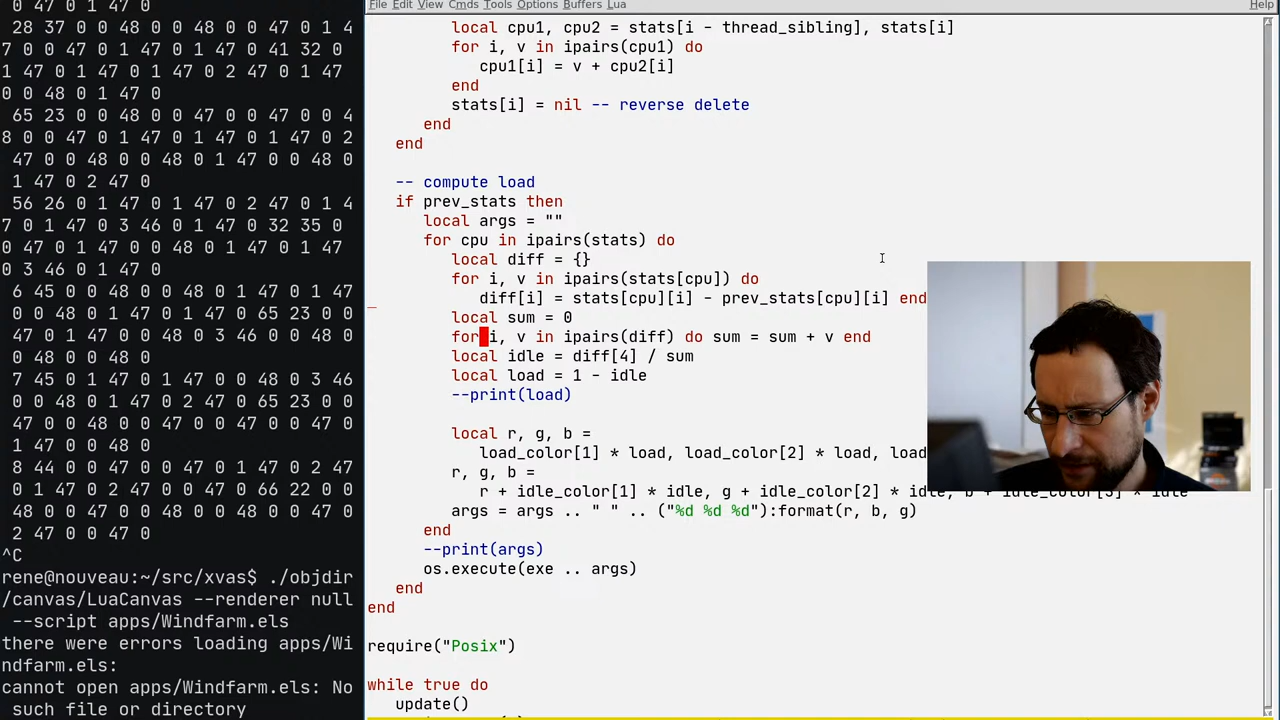 0 47 0 1 47 0
28 37 0 0 48 0 0 48 0 0 47 0 1 4
7 0 0 47 0 1 47 0 1 47 0 41 32 0
1 47 0 1 47 0 1 47 0 2 47 0 1 47
0 0 48 0 1 47 0
55 23 0 0 48 0 0 47 0 0 47 0 0 4
8 0 0 47 0 1 47 0 1 47 0 1 47 0 2
47 0 0 48 0 0 48 0 1 47 0 0 48 0
1 47 0 2 47 0
56 26 0 1 47 0 1 47 0 2 47 0 1 4
7 0 1 47 0 3 46 0 1 47 0 32 35 0 0
0 47 0 1 47 0 0 48 0 1 47 0 1 47
0 3 46 0 1 47 0
6 45 0 0 48 0 0 48 0 1 47 0 1 47
0 0 48 0 1 47 0 1 47 0 65 23 0 0
47 0 1 47 0 0 48 0 3 46 0 0 48 0
0 48 0 0 48 0
7 45 0 1 47 0 1 47 0 0 48 0 3 46
0 0 48 0 1 47 0 2 47 0 65 23 0 0
47 0 0 48 0 0 47 0 0 47 0 0 47 0
1 47 0 0 48 0
8 44 0 0 47 0 0 47 0 1 47 0 2 47
0 1 47 0 2 47 0 0 47 0 66 22 0 0
48 0 0 47 0 0 48 0 0 48 0 0 47 0
2 47 0 0 47 0
^C
rene@nouveau:~/src/xvas$ ./objdir
/canvas/LuaCanvas --renderer null
--script apps/Windfarm.els
there were errors loading apps/Wi
ndfarm.els:
cannot open apps/Windfarm.els: No
such file or directory
File Edit View Cmds Tools Options Buffers Lua Help
local cpu1, cpu2 = stats[i - thread_sibling], stats[i]
for i, v in ipairs(cpu1) do
cpu1[i] = v + cpu2[i]
end
stats[i] = nil -- reverse delete
end
end
-- compute load
if prev_stats then
local args = ""
for cpu in ipairs(stats) do
local diff = {}
for i, v in ipairs(stats[cpu]) do
diff[i] = stats[cpu][i] - prev_stats[cpu][i] end
local sum = 0
for i, v in ipairs(diff) do sum = sum + v end
local idle = diff[4] / sum
local load = 1 - idle
--print(load)
local r, g, b =
load_color[1] * load, load_color[2] * load,
r, g, b =
r + idle_color[1] * idle, g + idle_color[2] * idle, b + idle_color[3] * idle
args = args .. " " .. ("%d %d %d"):format(r, b, g)
end
--print(args)
os.execute(exe .. args)
end
end
require("Posix")
while true do
update()